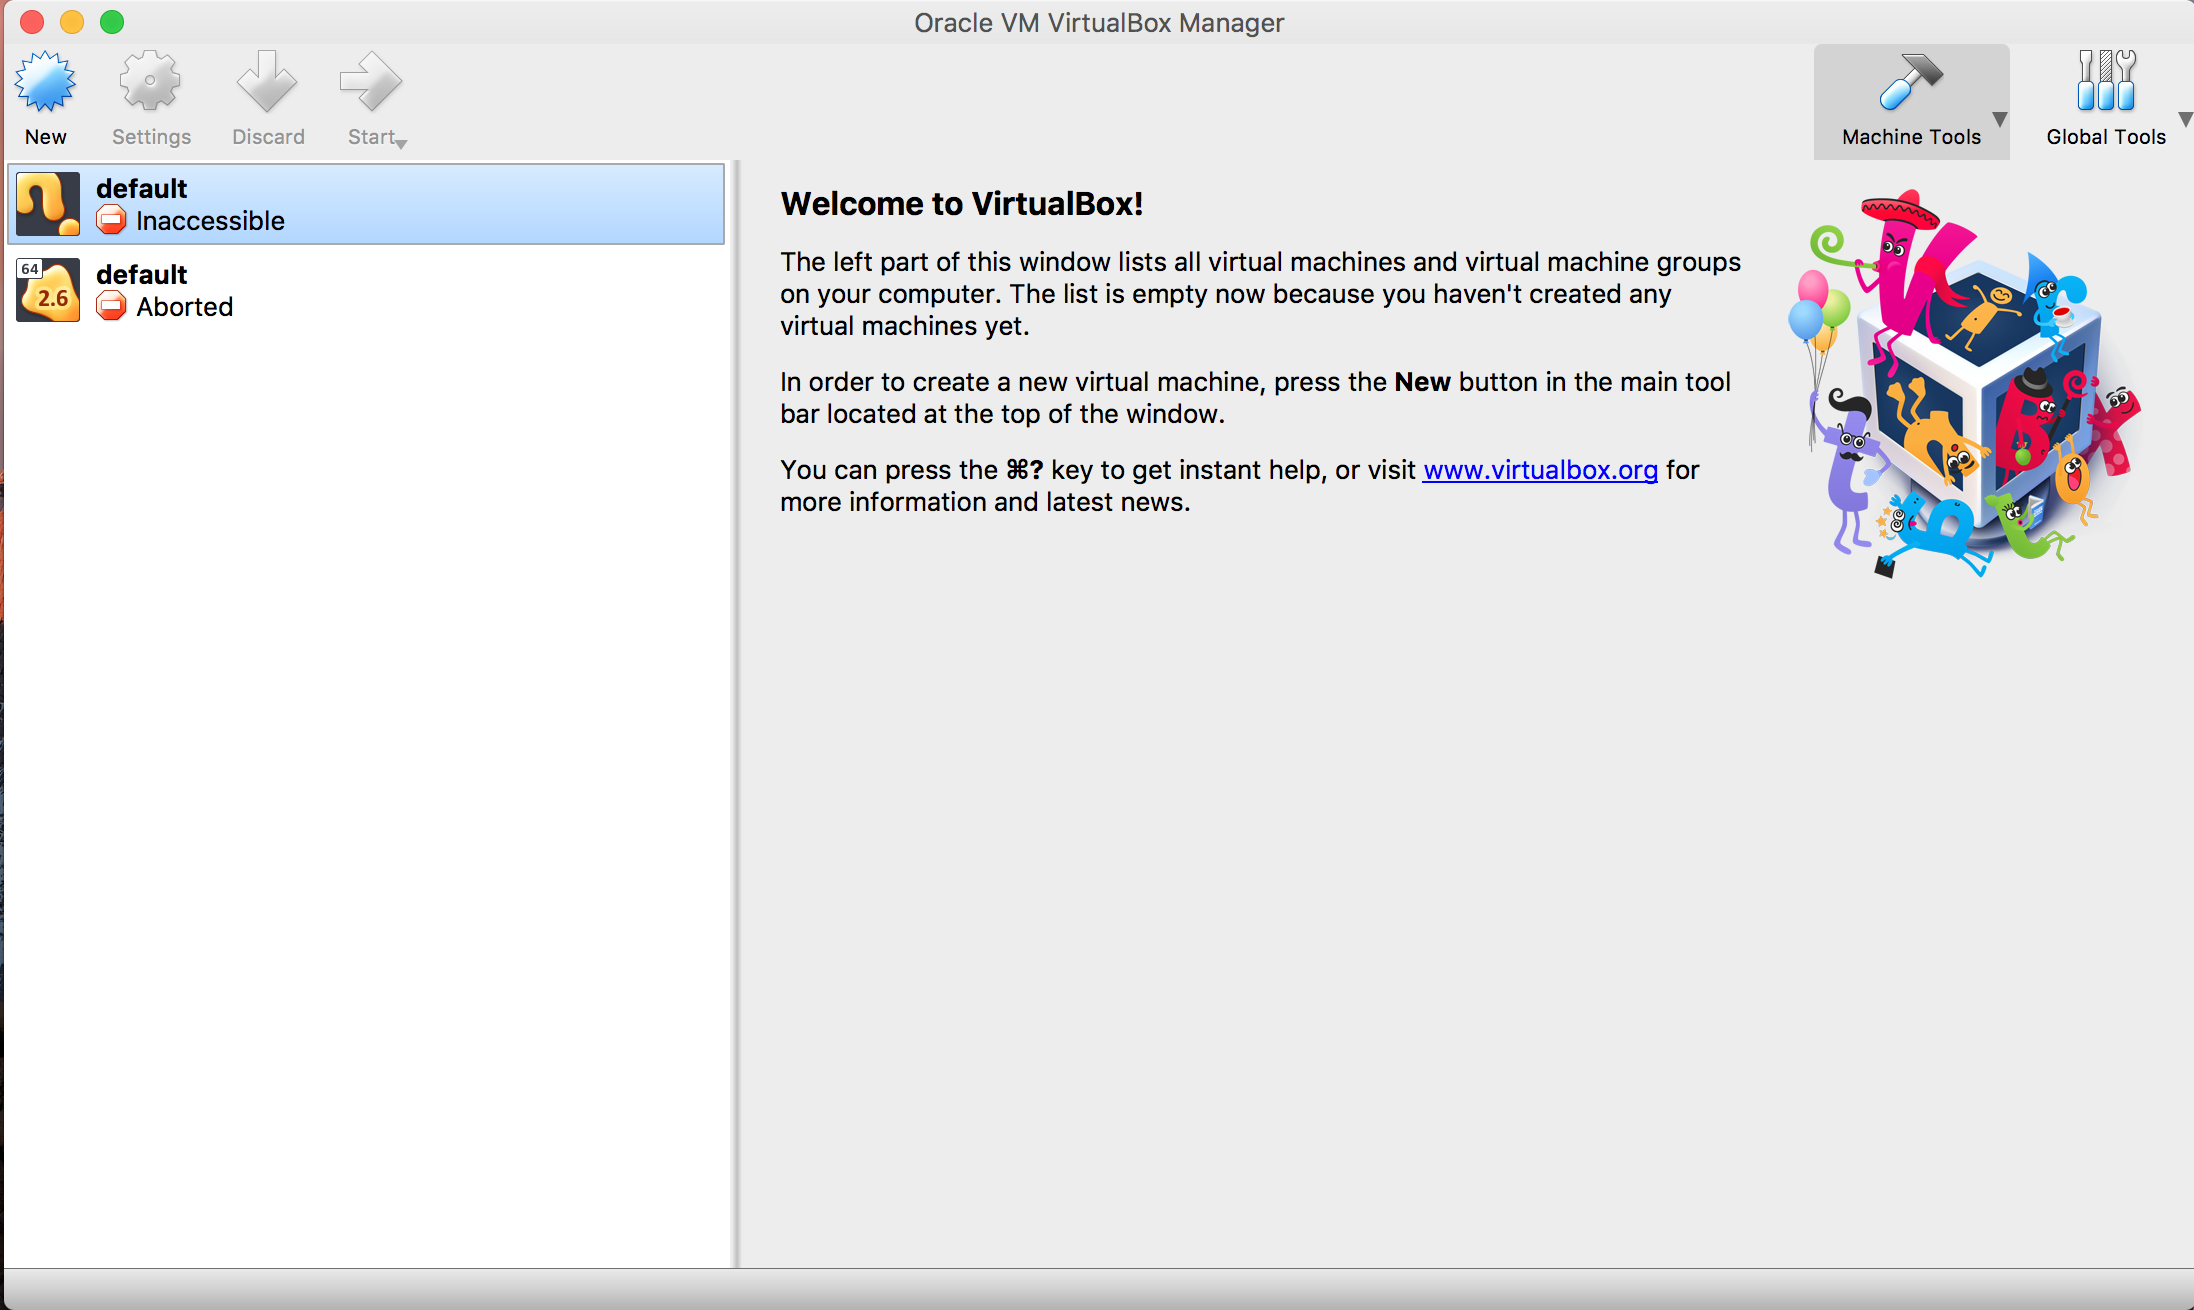 Oracle VM VirtualBox Manager
New
Settings
Discard
Start
Machine Tools
Global Tools
default
Inaccessible
64
2.6
default
Aborted
Welcome to VirtualBox!
The left part of this window lists all virtual machines and virtual machine groups
on your computer. The list is empty now because you haven't created any
virtual machines yet.
In order to create a new virtual machine, press the New button in the main tool
bar located at the top of the window.
You can press the ⌘? key to get instant help, or visit www.virtualbox.org for
more information and latest news.